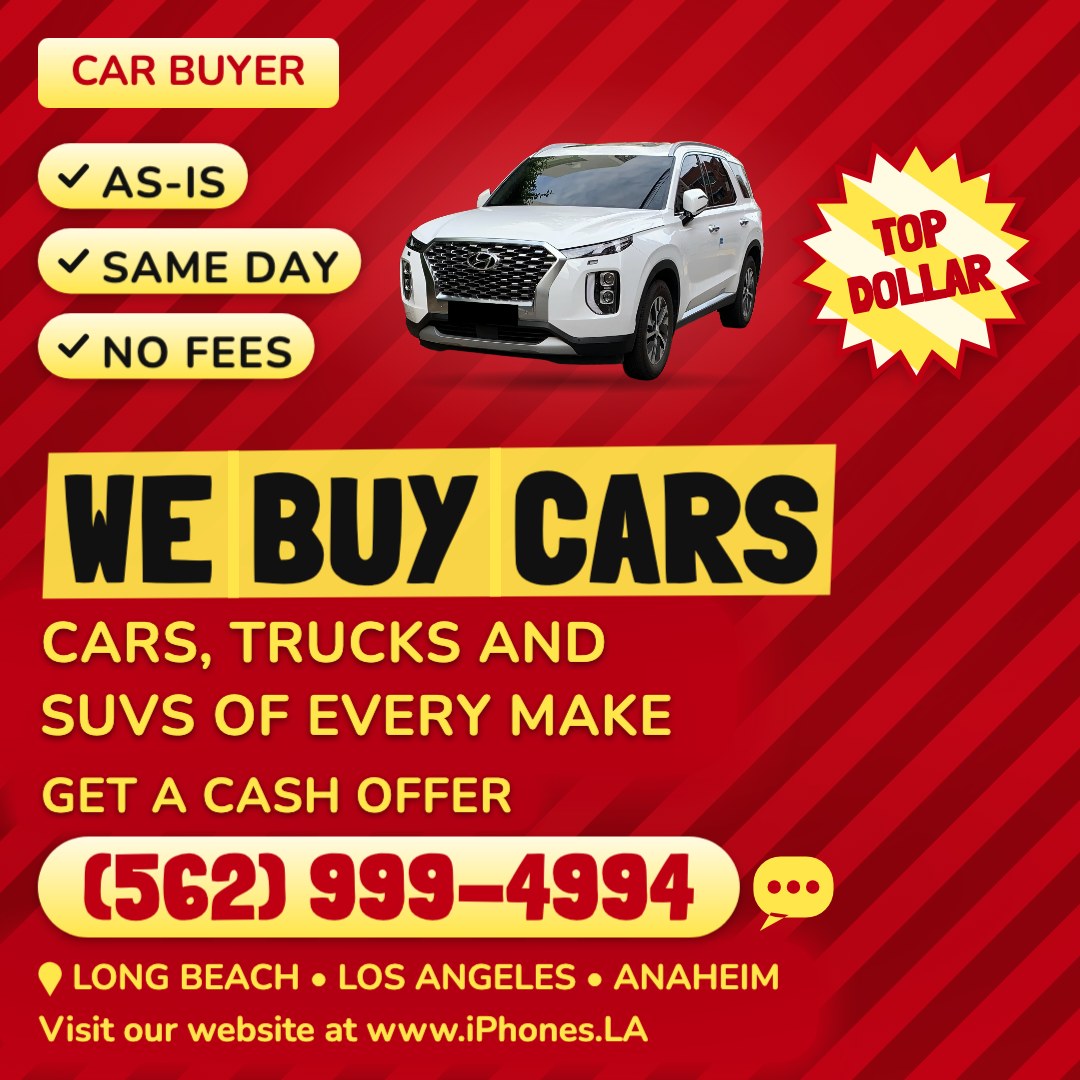 CAR BUYER
AS-IS
SAME DAY
NO FEES
TOP
DOLLAR
WE BUY CARS
CARS, TRUCKS AND
SUVS OF EVERY MAKE
GET A CASH OFFER
(562) 999-4994
LONG BEACH • LOS ANGELES • ANAHEIM
Visit our website at www.iPhones.LA